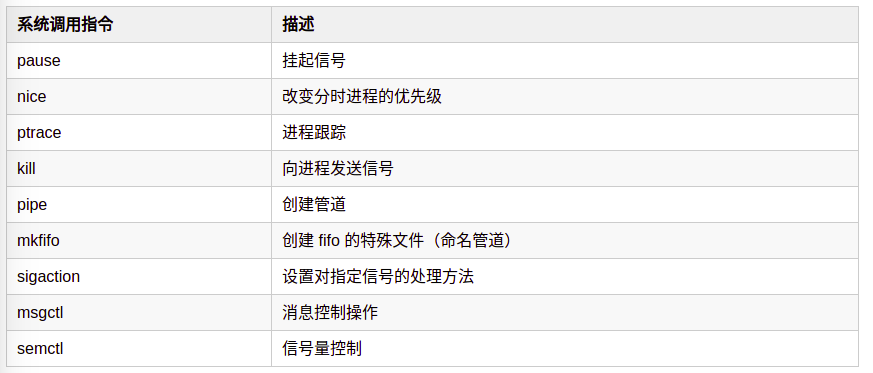 系统调用指令 描述
pause 挂起信号
nice 改变分时进程的优先级
ptrace 进程跟踪
kill 向进程发送信号
pipe 创建管道
mkfifo 创建 fifo 的特殊文件（命名管道）
sigaction 设置对指定信号的处理方法
msgctl 消息控制操作
semctl 信号量控制